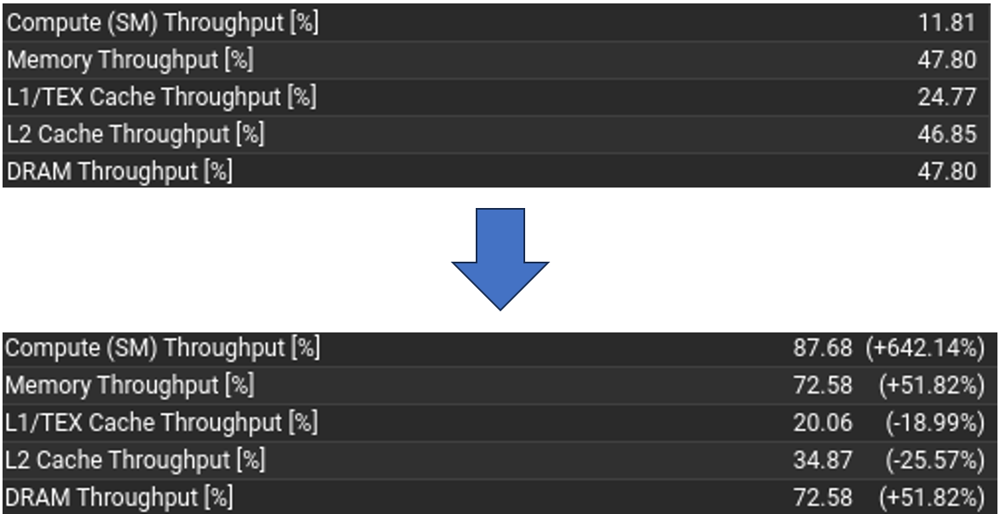 Compute (SM) Throughput [%] 11.81
Memory Throughput [%] 47.80
L1/TEX Cache Throughput [%] 24.77
L2 Cache Throughput [%] 46.85
DRAM Throughput [%] 47.80
Compute (SM) Throughput [%] 87.68 (+642.14%)
Memory Throughput [%] 72.58 (+51.82%)
L1/TEX Cache Throughput [%] 20.06 (-18.99%)
L2 Cache Throughput [%] 34.87 (-25.57%)
DRAM Throughput [%] 72.58 (+51.82%)